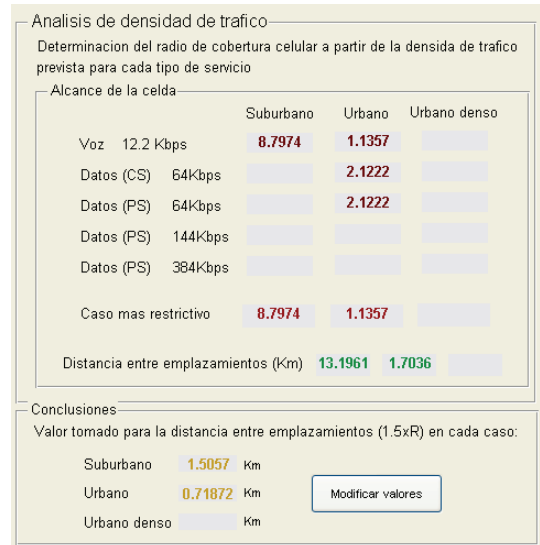 Analisis de densidad de trafico
Determinacion del radio de cobertura celular a partir de la densida de trafico
prevista para cada tipo de servicio
Alcance de la celda
Suburbano Urbano Urbano denso
Voz 12.2 Kbps 8.7974 1.1357
Datos (CS) 64Kbps 2.1222
Datos (PS) 64Kbps 2.1222
Datos (PS) 144Kbps
Datos (PS) 384Kbps
Caso mas restrictivo 8.7974 1.1357
Distancia entre emplazamientos (Km) 13.1961 1.7036
Conclusiones
Valor tomado para la distancia entre emplazamientos (1.5xR) en cada caso:
Suburbano 1.5057 Km
Urbano 0.71872 Km
Modificar valores
Urbano denso Km